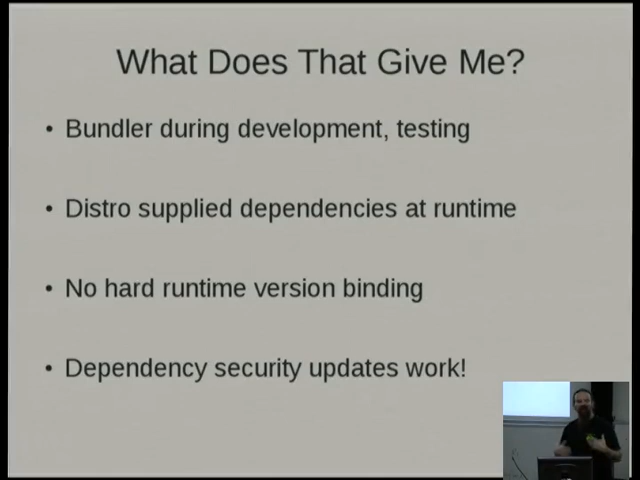 What Does That Give Me?
• Bundler during development, testing
• Distro supplied dependencies at runtime
• No hard runtime version binding
• Dependency security updates work!